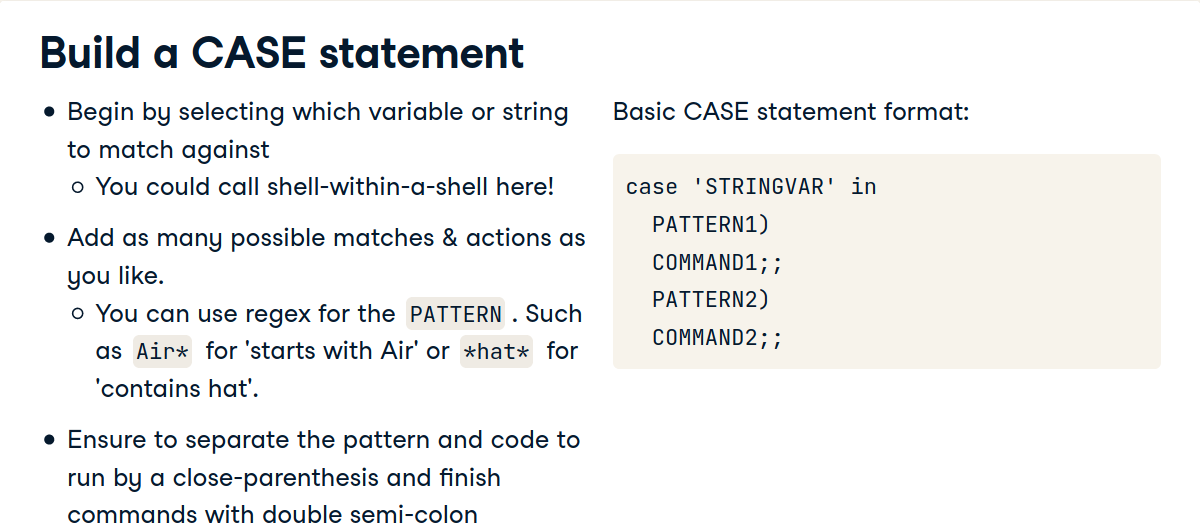 Build a CASE statement
• Begin by selecting which variable or string
to match against
○ You could call shell-within-a-shell here!
• Add as many possible matches & actions as
you like.
○ You can use regex for the PATTERN . Such
as Air* for 'starts with Air' or *hat* for
'contains hat'.
• Ensure to separate the pattern and code to
run by a close-parenthesis and finish
commands with double semi-colon
Basic CASE statement format:
case 'STRINGVAR' in
  PATTERN1)
  COMMAND1;;
  PATTERN2)
  COMMAND2;;